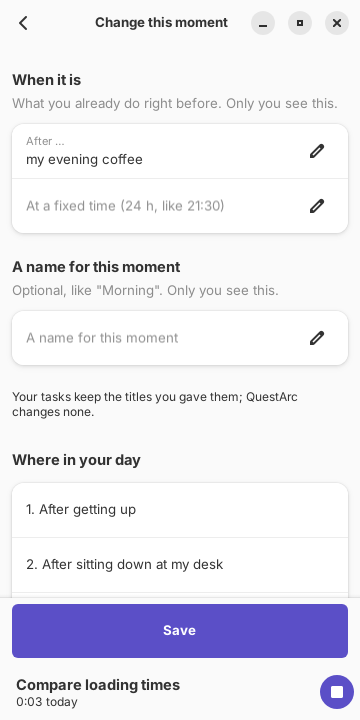 Change this moment
When it is
What you already do right before. Only you see this.
After …
my evening coffee
At a fixed time (24 h, like 21:30)
A name for this moment
Optional, like "Morning". Only you see this.
A name for this moment
Your tasks keep the titles you gave them; QuestArc
changes none.
Where in your day
1. After getting up
2. After sitting down at my desk
Save
Compare loading times
0:03 today